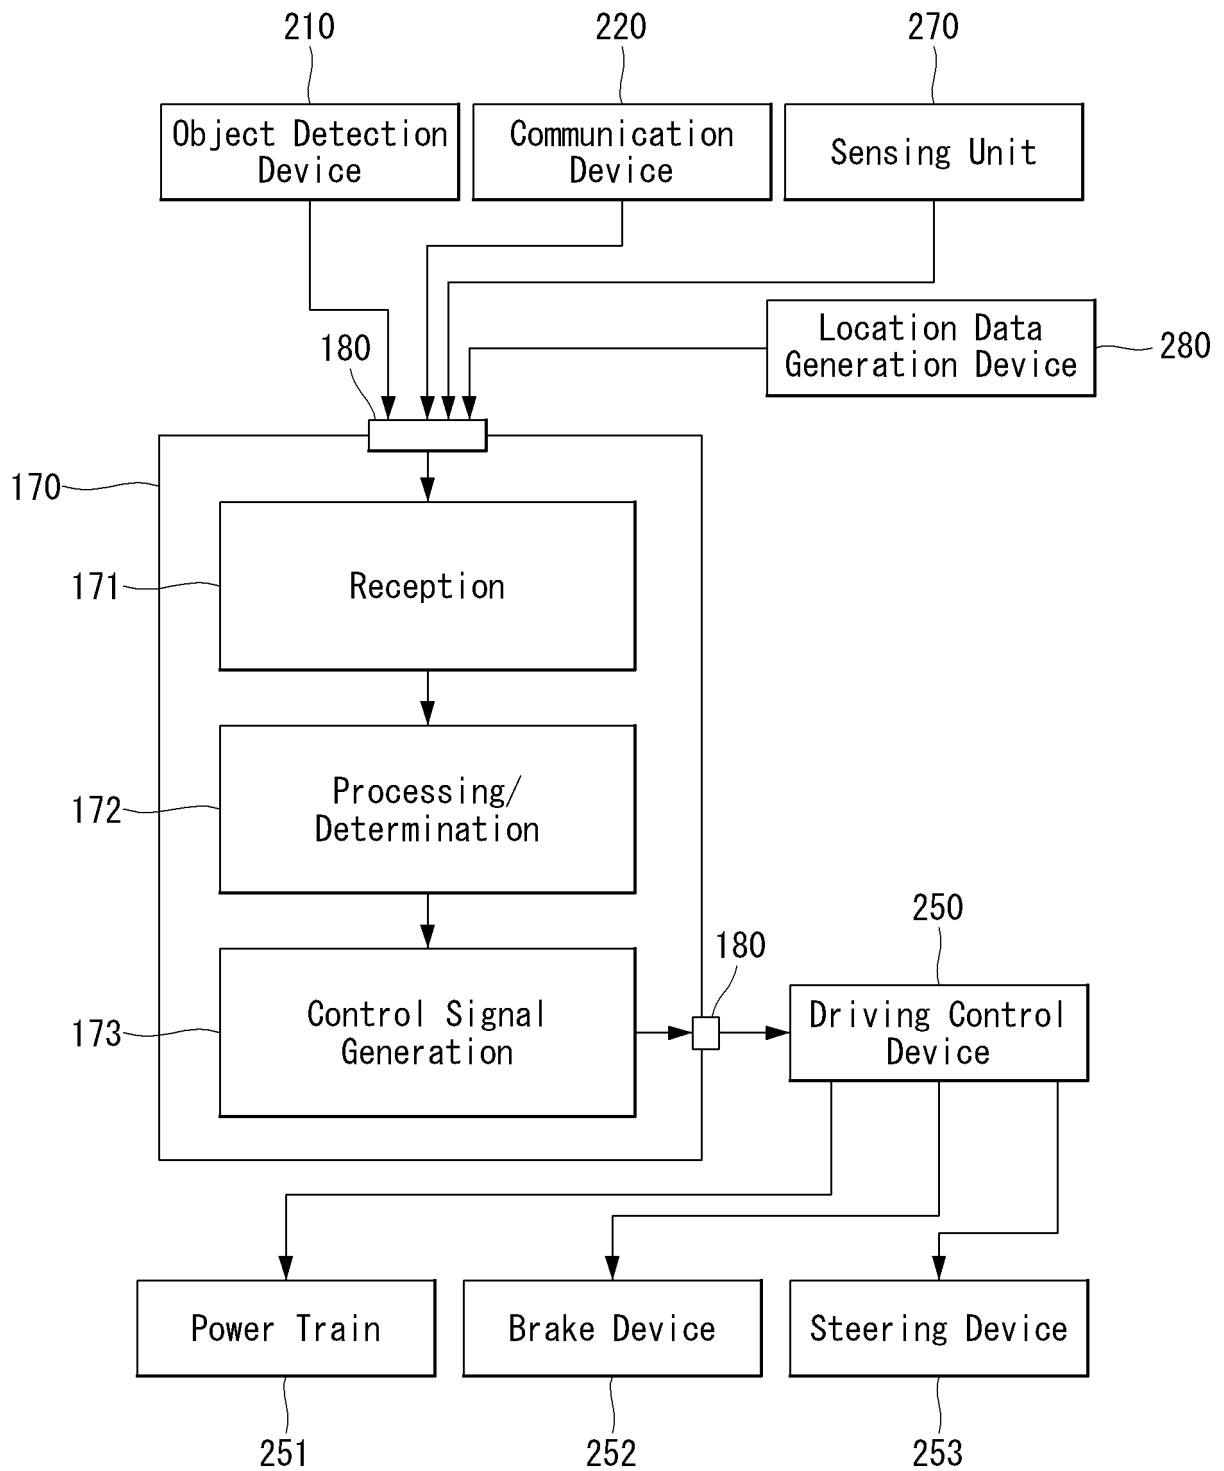 210
220
270
Object Detection
Device
Communication
Device
Sensing Unit
180
Location Data
Generation Device
280
170
171
Reception
172
Processing/
Determination
250
180
173
Control Signal
Generation
Driving Control
Device
Power Train
Brake Device
Steering Device
251
252
253